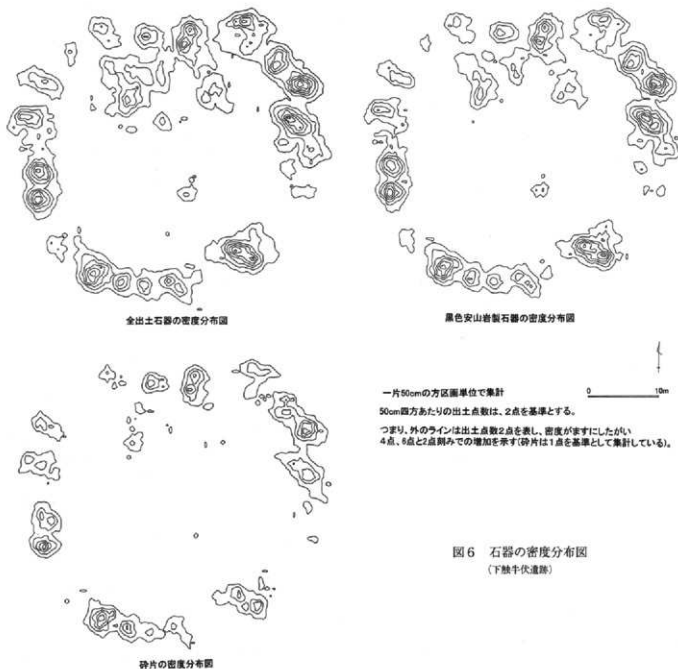 全出土石器の密度分布図
黒色安山岩製石器の密度分布図
一片50cmの方区画単位で集計
0 10m
50cm四方あたりの出土点数は、2点を基準とする。
つまり、外のラインは出土点数2点を表し、密度がますにしたがい
4点、6点と2点刻みでの増加を示す(砕片は1点を基準として集計している)。
図6 石器の密度分布図
(下触牛伏遺跡)
砕片の密度分布図